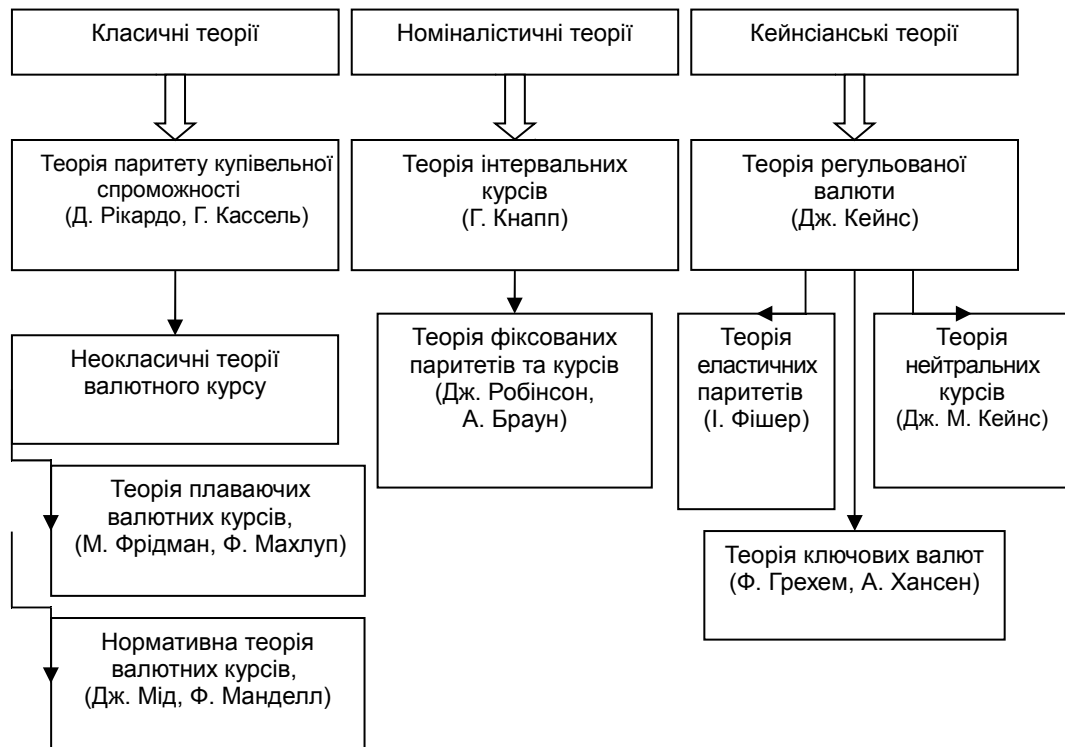 Класичні теорії
Номіналістичні теорії
Кейнсіанські теорії
Теорія паритету купівельної
спроможності
(Д. Рікардо, Г. Кассель)
Теорія інтервальних
курсів
(Г. Кнапп)
Теорія регульованої
валюти
(Дж. Кейнс)
Неокласичні теорії
валютного курсу
Теорія фіксованих
паритетів та курсів
(Дж. Робінсон,
А. Браун)
Теорія
еластичних
паритетів
(І. Фішер)
Теорія
нейтральних
курсів
(Дж. М. Кейнс)
Теорія плаваючих
валютних курсів,
(М. Фрідман, Ф. Махлуп)
Теорія ключових валют
(Ф. Грехем, А. Хансен)
Нормативна теорія
валютних курсів,
(Дж. Мід, Ф. Манделл)